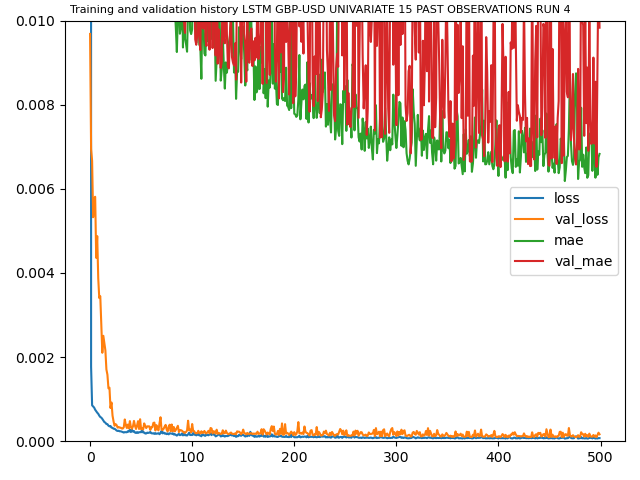 Training and validation history LSTM GBP-USD UNIVARIATE 15 PAST OBSERVATIONS RUN 4
0.010
0.008
0.006
0.004
0.002
0.000
loss
val_loss
mae
val_mae
0 100 200 300 400 500